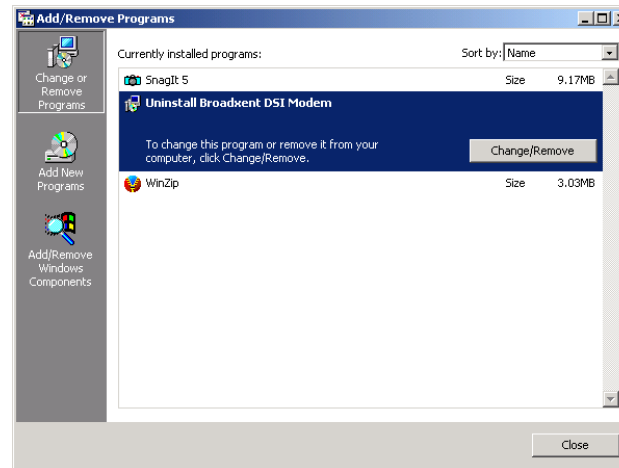 Add/Remove Programs
Change or
Remove
Programs
Add New
Programs
Add/Remove
Windows
Components
Currently installed programs:
Sort by: Name
SnagIt 5 Size 9.17MB
Uninstall Broadxent DSI Modem
To change this program or remove it from your
computer, click Change/Remove.
Change/Remove
WinZip Size 3.03MB
Close